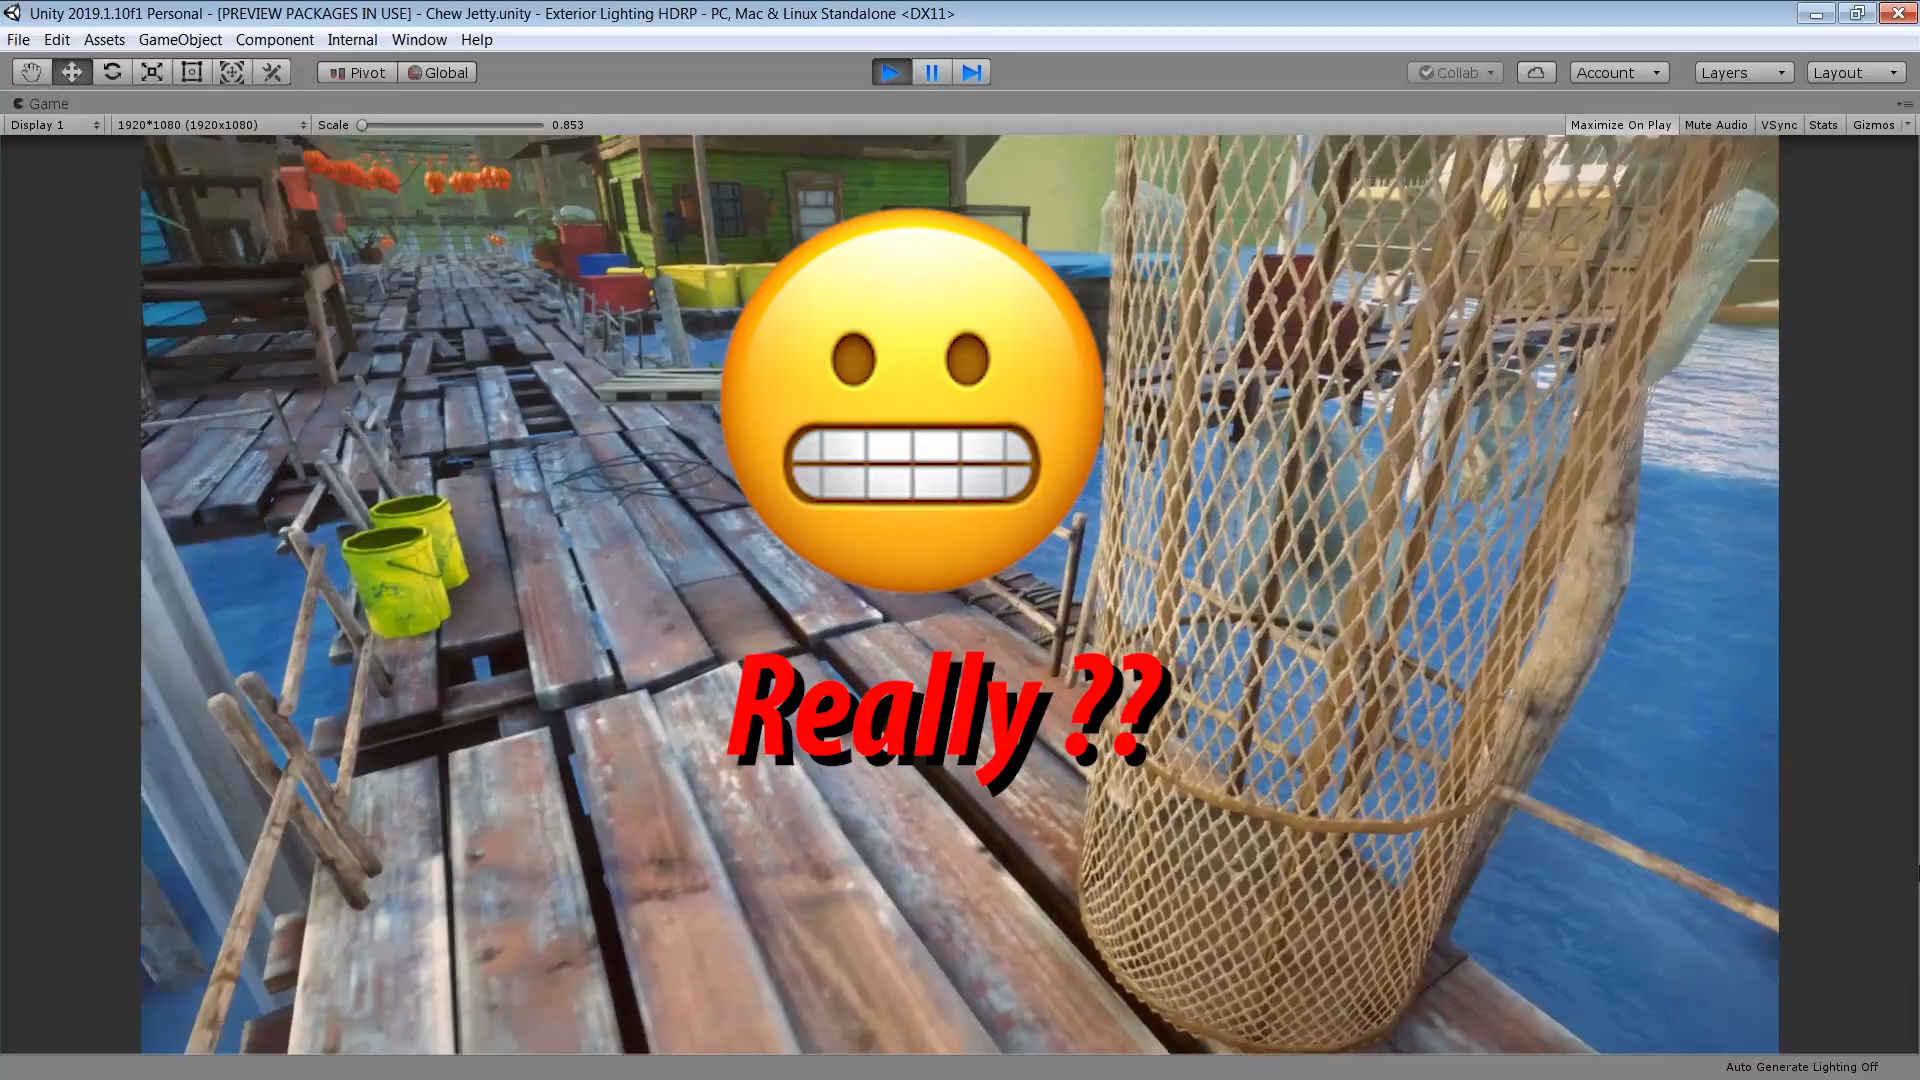 Unity 2019.1.10f1 Personal - [PREVIEW PACKAGES IN USE] - Chew Jetty.unity - Exterior Lighting HDRP - PC, Mac & Linux Standalone <DX11>
File Edit Assets GameObject Component Internal Window Help
Pivot Global Collab Account Layers Layout
Game
Display 1 1920*1080 (1920x1080) Scale 0.853 Maximize On Play Mute Audio VSync Stats Gizmos
Really ??
Auto Generate Lighting Off